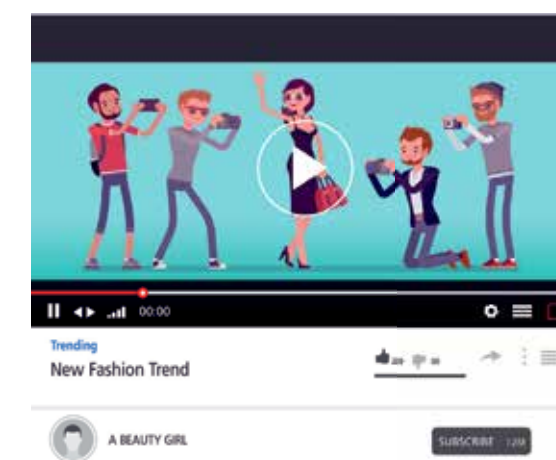 00:00
Trending
New Fashion Trend
A BEAUTY GIRL
SUBSCRIBE